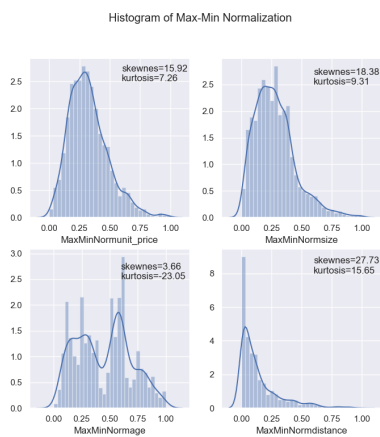 Histogram of Max-Min Normalization
skewnes=15.92
kurtosis=7.26
2.5
2.0
1.5
1.0
0.5
0.0
0.00 0.25 0.50 0.75 1.00
MaxMinNormunit_price
skewnes=18.38
kurtosis=9.31
2.5
2.0
1.5
1.0
0.5
0.0
0.00 0.25 0.50 0.75 1.00
MaxMinNormsize
skewnes=3.66
kurtosis=-23.05
3.0
2.5
2.0
1.5
1.0
0.5
0.0
0.00 0.25 0.50 0.75 1.00
MaxMinNormage
skewnes=27.73
kurtosis=15.65
8
6
4
2
0
0.00 0.25 0.50 0.75 1.00
MaxMinNormdistance